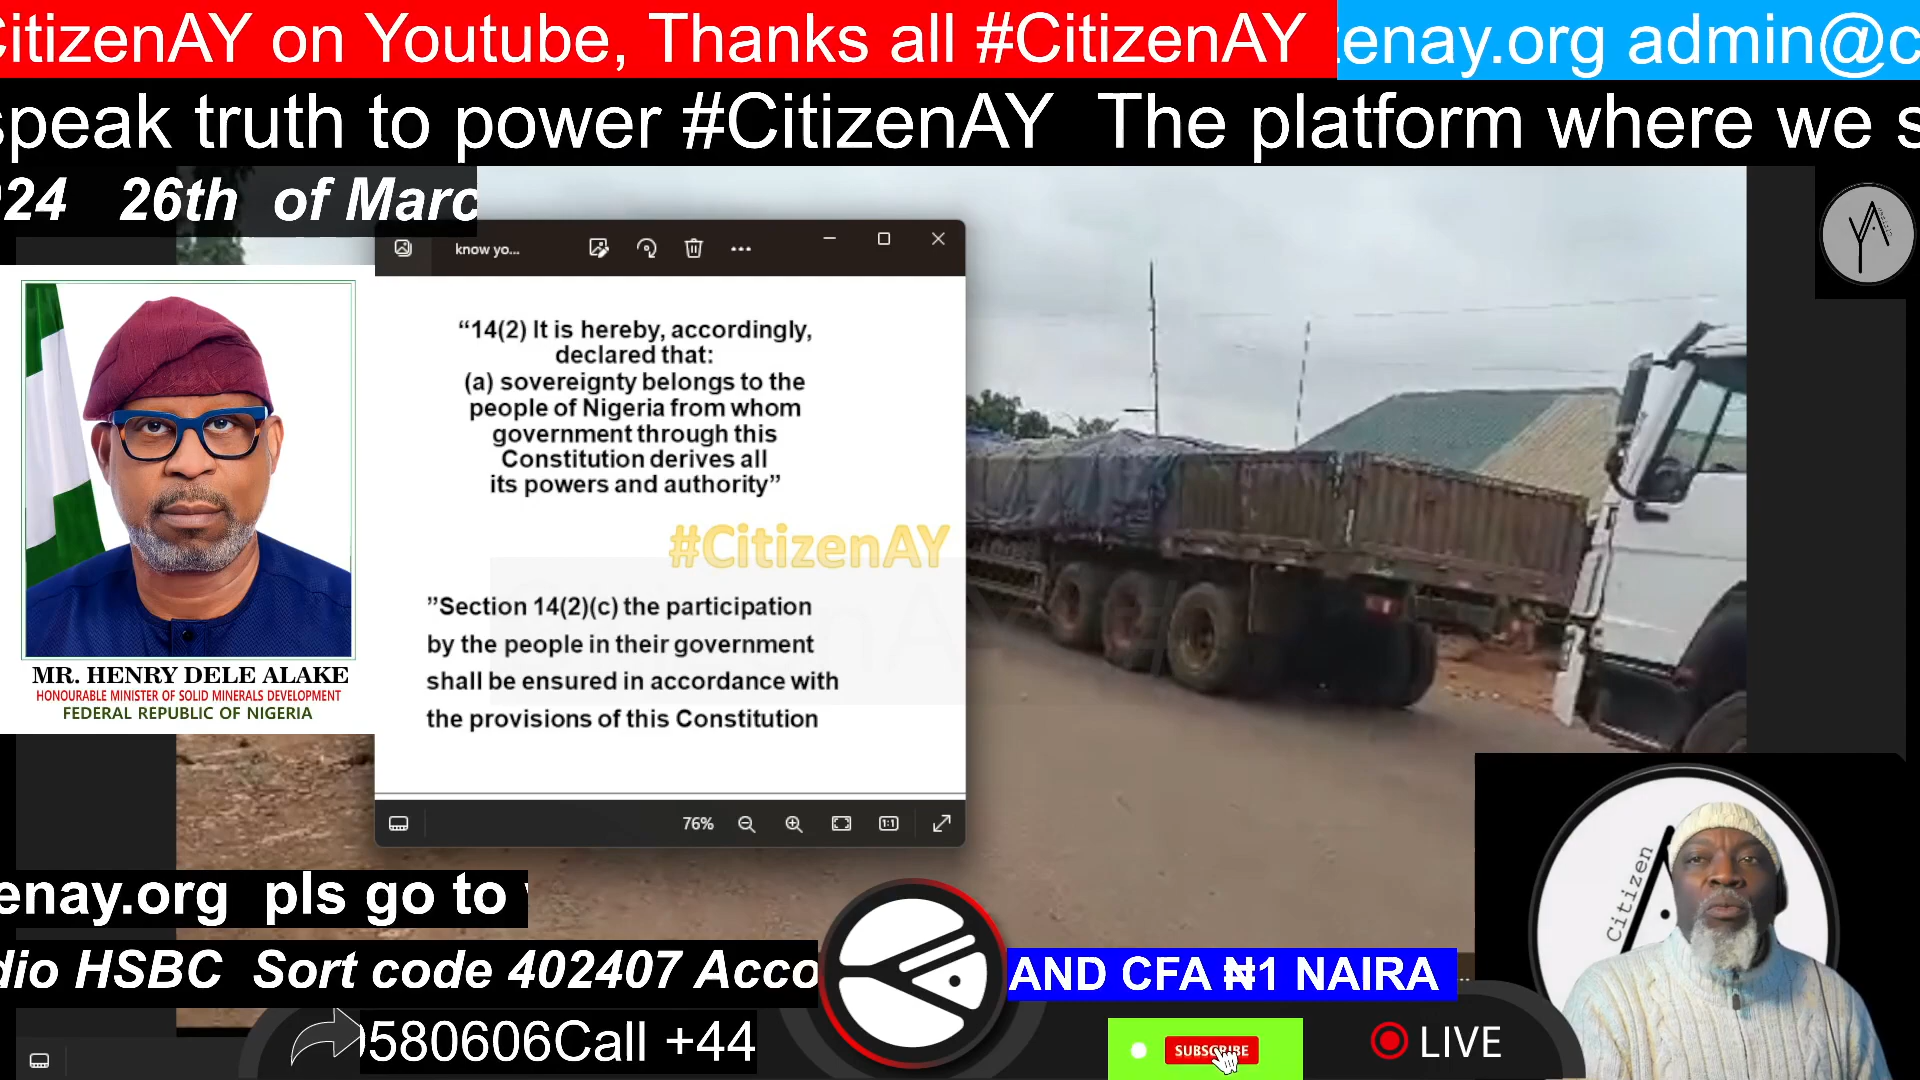 CitizenAY on Youtube, Thanks all #CitizenAY
zenay.org admin@c
speak truth to power #CitizenAY The platform where we s
024 26th of Marc
know yo...
“14(2) It is hereby, accordingly,
declared that:
(a) sovereignty belongs to the
people of Nigeria from whom
government through this
Constitution derives all
its powers and authority”
#CitizenAY
”Section 14(2)(c) the participation
by the people in their government
shall be ensured in accordance with
the provisions of this Constitution
76%
1:1
MR. HENRY DELE ALAKE
HONOURABLE MINISTER OF SOLID MINERALS DEVELOPMENT
FEDERAL REPUBLIC OF NIGERIA
Citizen
enay.org pls go to
dio HSBC Sort code 402407 Acco
AND CFA ₦1 NAIRA
580606Call +44
SUBSCRIBE
LIVE